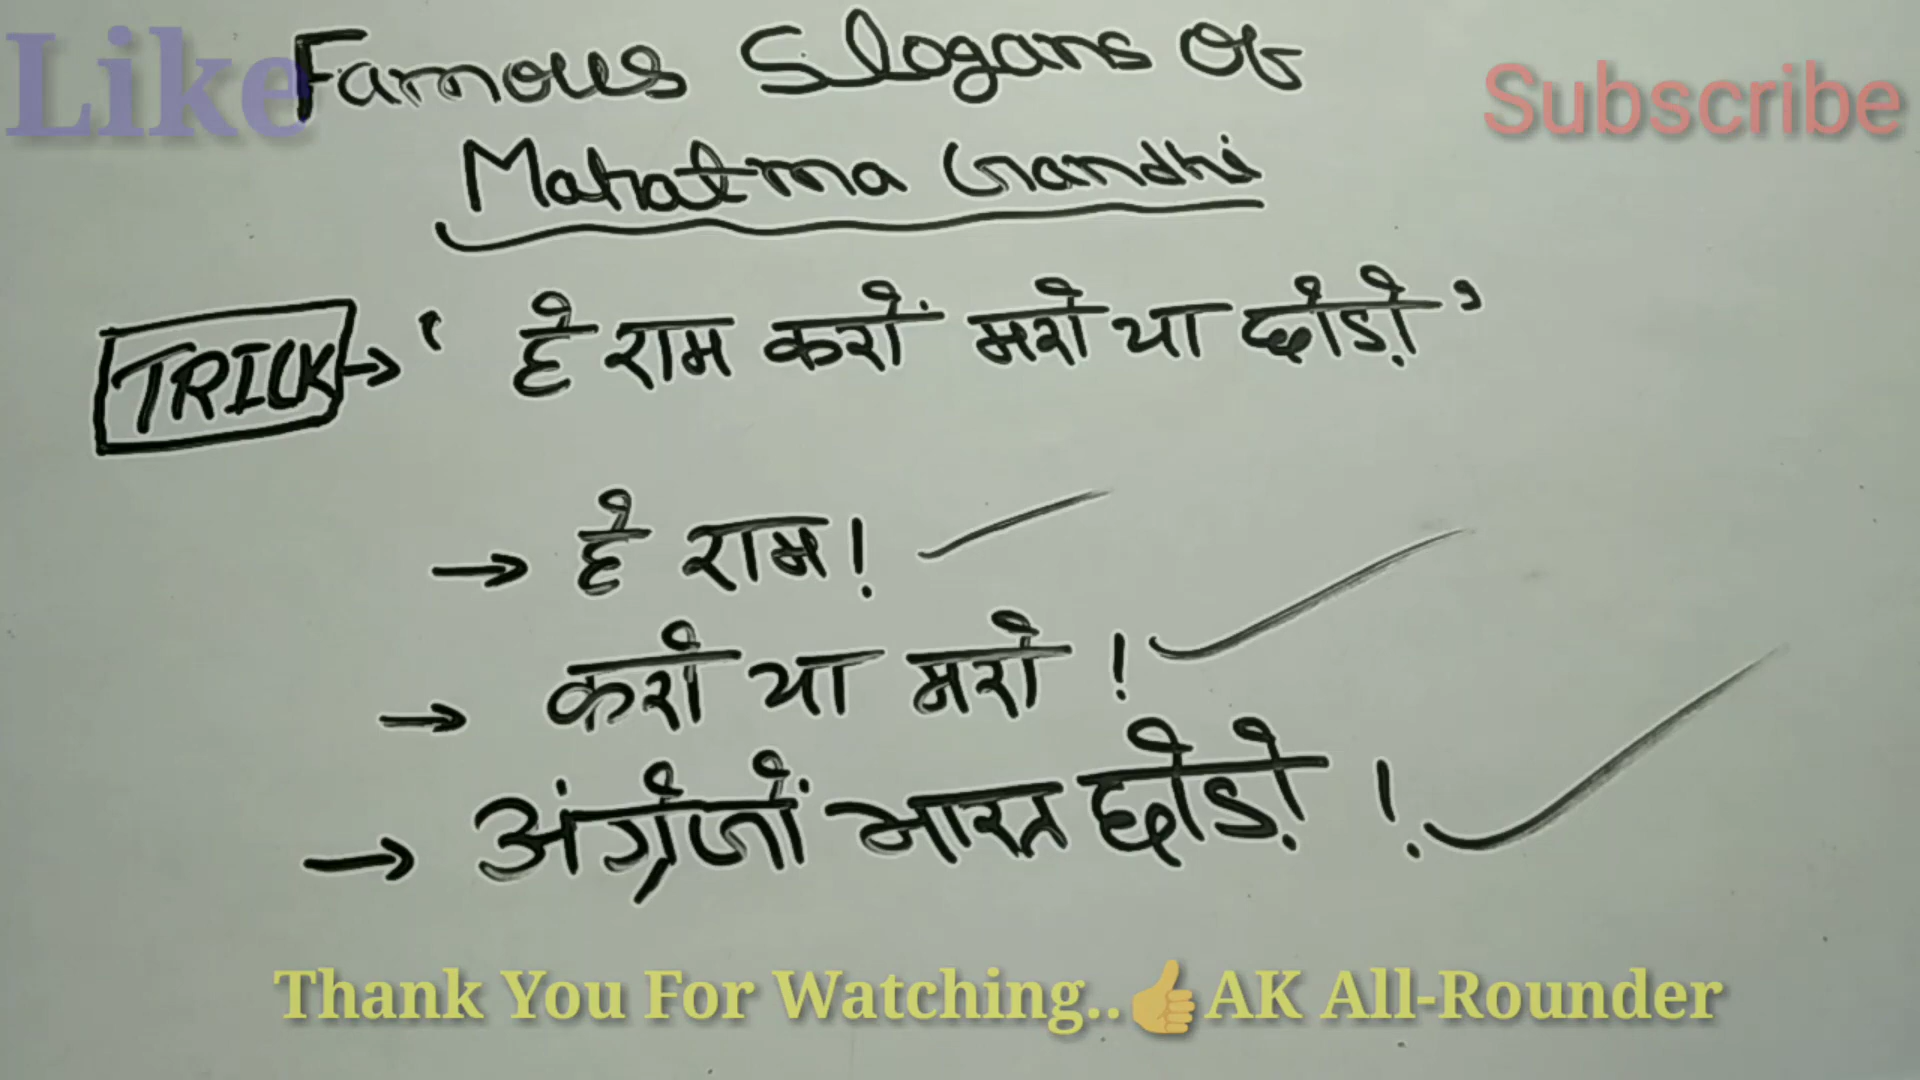 Like
Famous Slogans Of
Subscribe
Mahatma Gandhi
TRICK → ‘ हे राम करों मरो या छोड़ो ’
→ हे राम !
→ करो या मरो !
→ अंग्रेजों भारत छोड़ो !
Thank You For Watching..👍AK All-Rounder